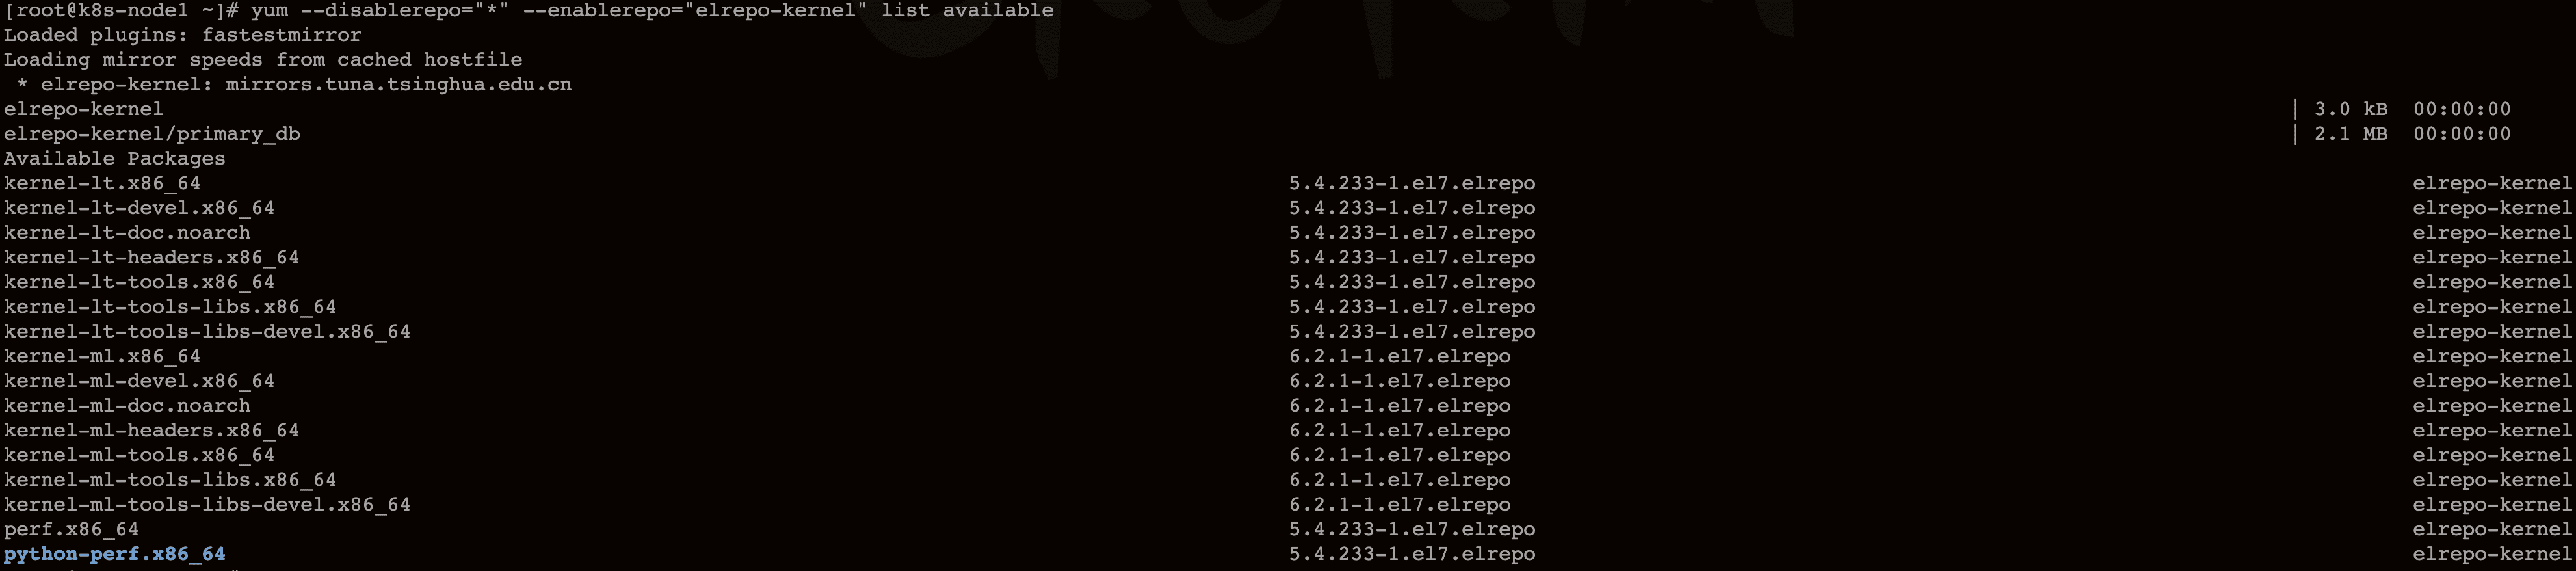 [root@k8s-node1 ~]# yum --disablerepo="*" --enablerepo="elrepo-kernel" list available
Loaded plugins: fastestmirror
Loading mirror speeds from cached hostfile
 * elrepo-kernel: mirrors.tuna.tsinghua.edu.cn
elrepo-kernel | 3.0 kB 00:00:00
elrepo-kernel/primary_db | 2.1 MB 00:00:00
Available Packages
kernel-lt.x86_64 5.4.233-1.el7.elrepo elrepo-kernel
kernel-lt-devel.x86_64 5.4.233-1.el7.elrepo elrepo-kernel
kernel-lt-doc.noarch 5.4.233-1.el7.elrepo elrepo-kernel
kernel-lt-headers.x86_64 5.4.233-1.el7.elrepo elrepo-kernel
kernel-lt-tools.x86_64 5.4.233-1.el7.elrepo elrepo-kernel
kernel-lt-tools-libs.x86_64 5.4.233-1.el7.elrepo elrepo-kernel
kernel-lt-tools-libs-devel.x86_64 5.4.233-1.el7.elrepo elrepo-kernel
kernel-ml.x86_64 6.2.1-1.el7.elrepo elrepo-kernel
kernel-ml-devel.x86_64 6.2.1-1.el7.elrepo elrepo-kernel
kernel-ml-doc.noarch 6.2.1-1.el7.elrepo elrepo-kernel
kernel-ml-headers.x86_64 6.2.1-1.el7.elrepo elrepo-kernel
kernel-ml-tools.x86_64 6.2.1-1.el7.elrepo elrepo-kernel
kernel-ml-tools-libs.x86_64 6.2.1-1.el7.elrepo elrepo-kernel
kernel-ml-tools-libs-devel.x86_64 6.2.1-1.el7.elrepo elrepo-kernel
perf.x86_64 5.4.233-1.el7.elrepo elrepo-kernel
python-perf.x86_64 5.4.233-1.el7.elrepo elrepo-kernel